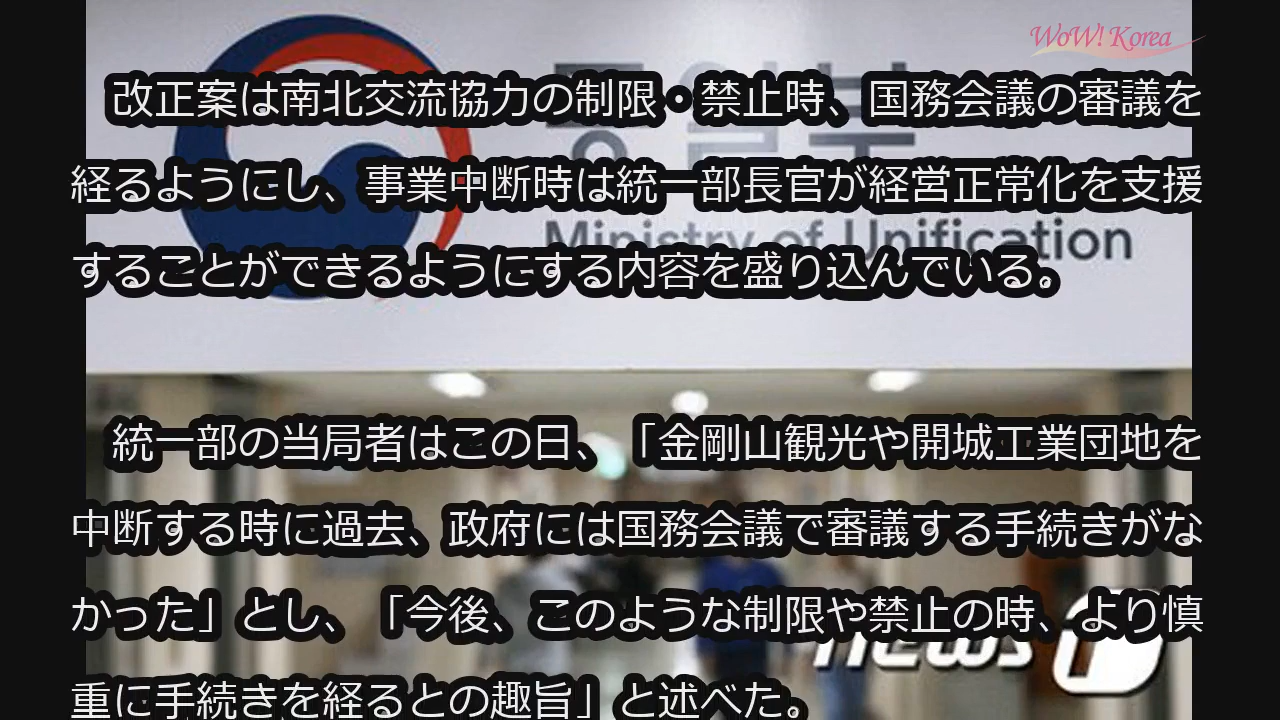 WoW! Korea
改正案は南北交流協力の制限・禁止時、国務会議の審議を
経るようにし、事業中断時は統一部長官が経営正常化を支援
することができるようにする内容を盛り込んでいる。
통일부
Ministry of Unification
統一部の当局者はこの日、「金剛山観光や開城工業団地を
中断する時に過去、政府には国務会議で審議する手続きがな
かった」とし、「今後、このような制限や禁止の時、より慎
重に手続きを経るとの趣旨」と述べた。
news1